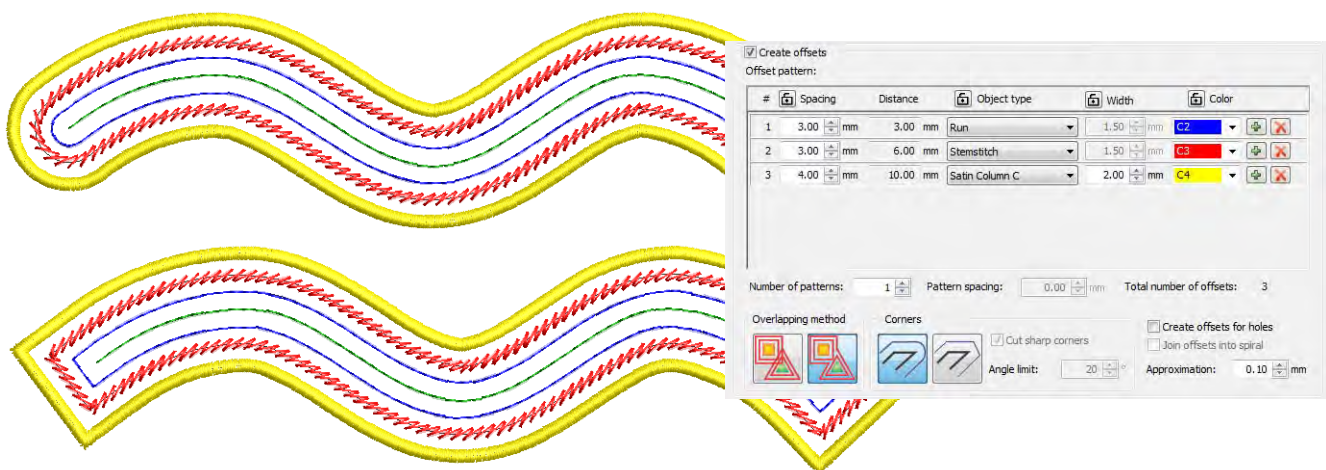 Create offsets
Offset pattern:
# Spacing Distance Object type Width Color
1 3.00 mm 3.00 mm Run 1.50 mm C2
2 3.00 mm 6.00 mm Stemstitch 1.50 mm C3
3 4.00 mm 10.00 mm Satin Column C 2.00 mm C4
Number of patterns: 1 Pattern spacing: 0.00 mm Total number of offsets: 3
Overlapping method Corners
Create offsets for holes
Cut sharp corners
Join offsets into spiral
Angle limit: 20 ° Approximation: 0.10 mm